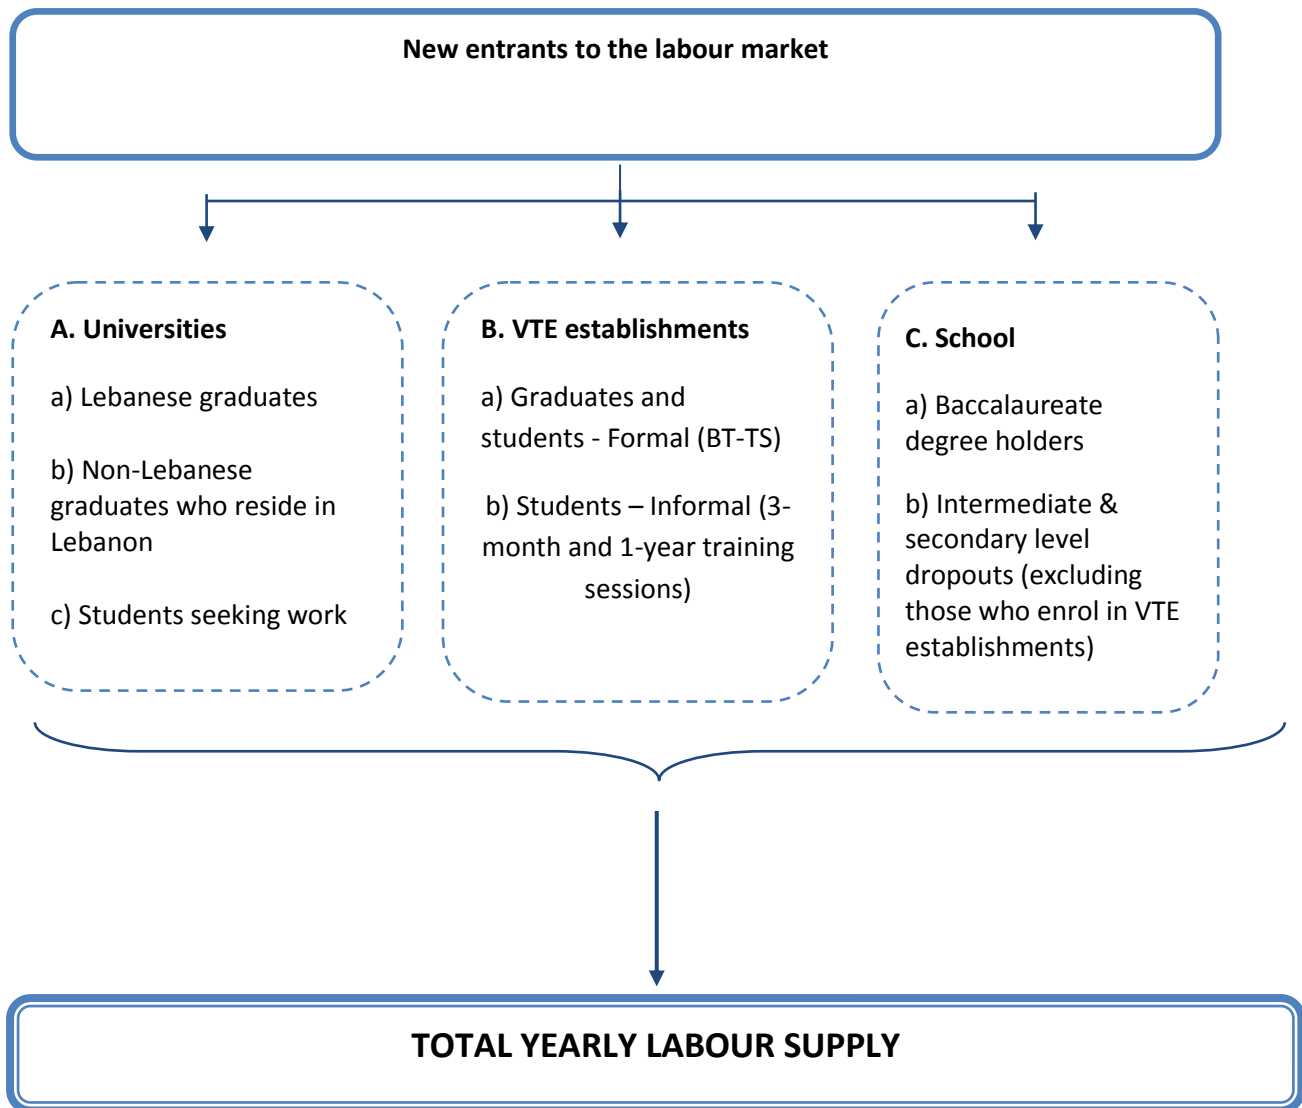 New entrants to the labour market
A. Universities
a) Lebanese graduates
b) Non-Lebanese
graduates who reside in
Lebanon
c) Students seeking work
B. VTE establishments
a) Graduates and
students - Formal (BT-TS)
b) Students – Informal (3-
month and 1-year training
sessions)
C. School
a) Baccalaureate
degree holders
b) Intermediate &
secondary level
dropouts (excluding
those who enrol in VTE
establishments)
TOTAL YEARLY LABOUR SUPPLY